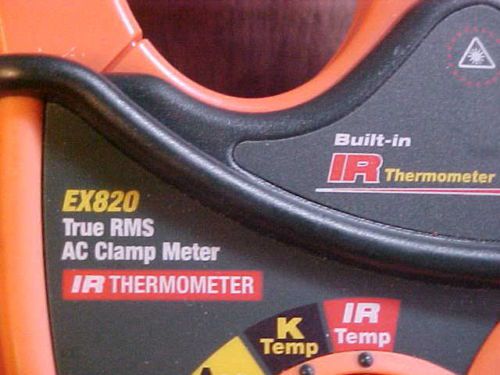 Built-in
IR Thermometer
EX820
True RMS
AC Clamp Meter
IR THERMOMETER
IR
Temp
K
Temp
A